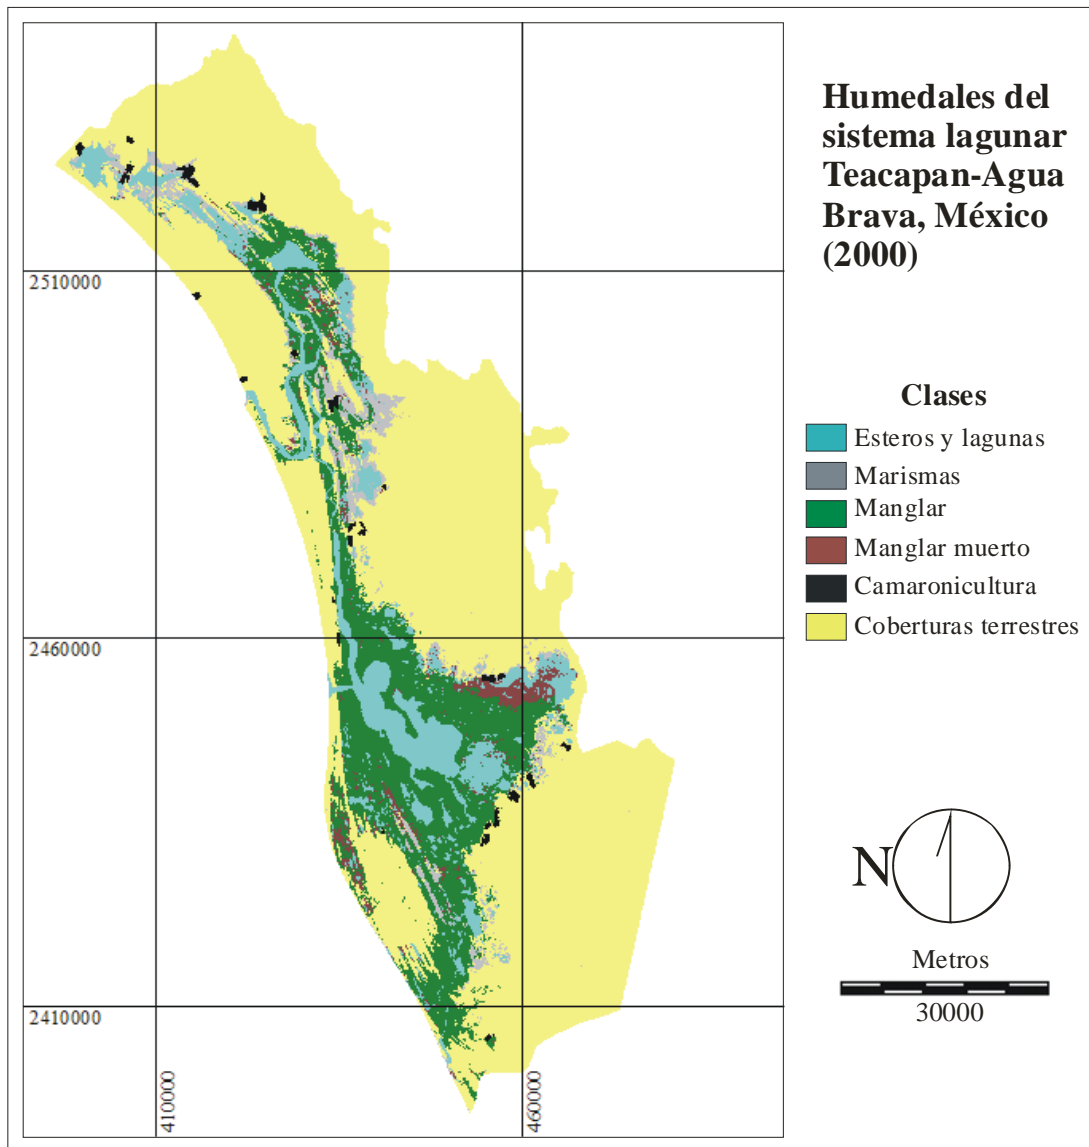 Humedales del
sistema lagunar
Teacapan-Agua
Brava, México
(2000)
2510000
2460000
2410000
410000
460000
Clases
Esteros y lagunas
Marismas
Manglar
Manglar muerto
Camaronicultura
Coberturas terrestres
N
Metros
30000